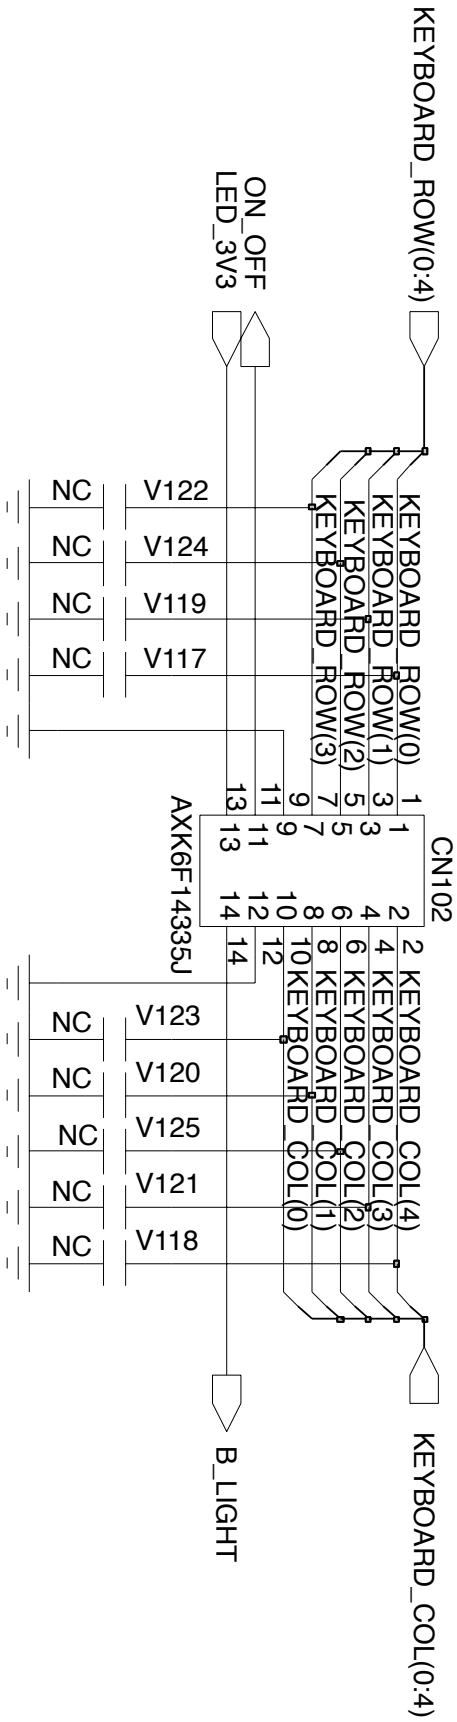 KEYBOARD_ROW(0:4)
ON_OFF
LED_3V3
KEYBOARD_ROW(0)
KEYBOARD_ROW(1)
KEYBOARD_ROW(2)
KEYBOARD_ROW(3)
NC V122
NC V124
NC V119
NC V117
CN102
1 1 2 2
3 3 4 4
5 5 6 6
7 7 8 8
9 9 10 10
11 11 12 12
13 13 14 14
AXK6F14335J
KEYBOARD_COL(4)
KEYBOARD_COL(3)
KEYBOARD_COL(2)
KEYBOARD_COL(1)
KEYBOARD_COL(0)
NC V123
NC V120
NC V125
NC V121
NC V118
KEYBOARD_COL(0:4)
B_LIGHT